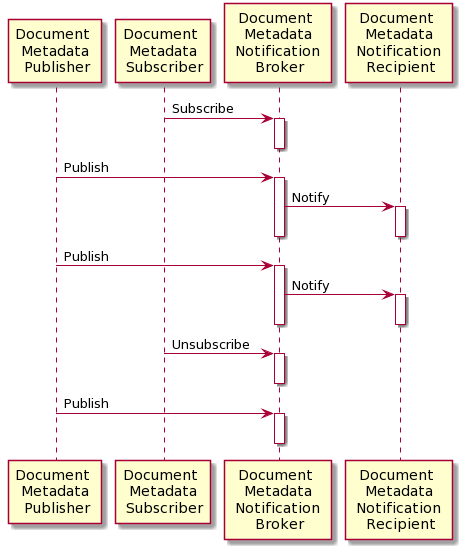 Document
Metadata
Publisher
Document
Metadata
Subscriber
Document
Metadata
Notification
Broker
Document
Metadata
Notification
Recipient
Subscribe
Publish
Notify
Publish
Notify
Unsubscribe
Publish
Document
Metadata
Publisher
Document
Metadata
Subscriber
Document
Metadata
Notification
Broker
Document
Metadata
Notification
Recipient